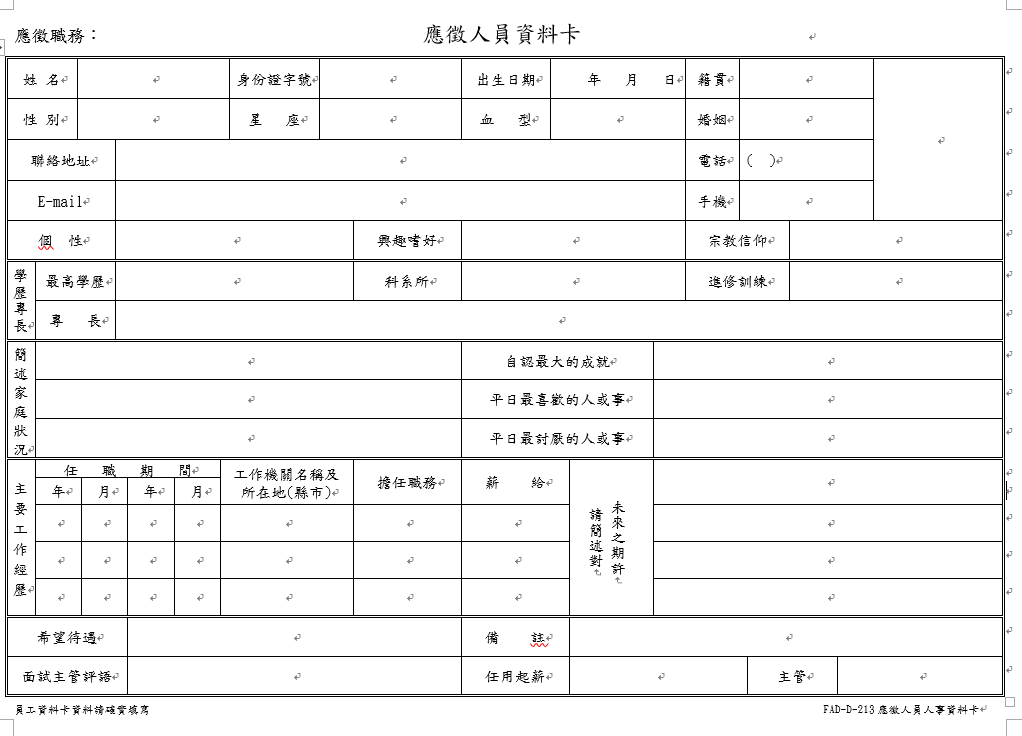 應徵職務：
應徵人員資料卡
姓 名 身份證字號 出生日期 年 月 日 籍貫
性 別 星 座 血 型 婚姻
聯絡地址 電話 ( )
E-mail 手機
個 性 興趣嗜好 宗教信仰
學歷專長
最高學歷 科系所 進修訓練
專 長
簡述家庭狀況
自認最大的成就
平日最喜歡的人或事
平日最討厭的人或事
主要工作經歷
任 職 期 間
年 月 年 月
工作機關名稱及
所在地(縣市)
擔任職務
薪 給
請簡述對
未來之期許
希望待遇 備 註
面試主管評語 任用起薪 主管
員工資料卡資料請確實填寫
FAD-D-213應徵人員人事資料卡